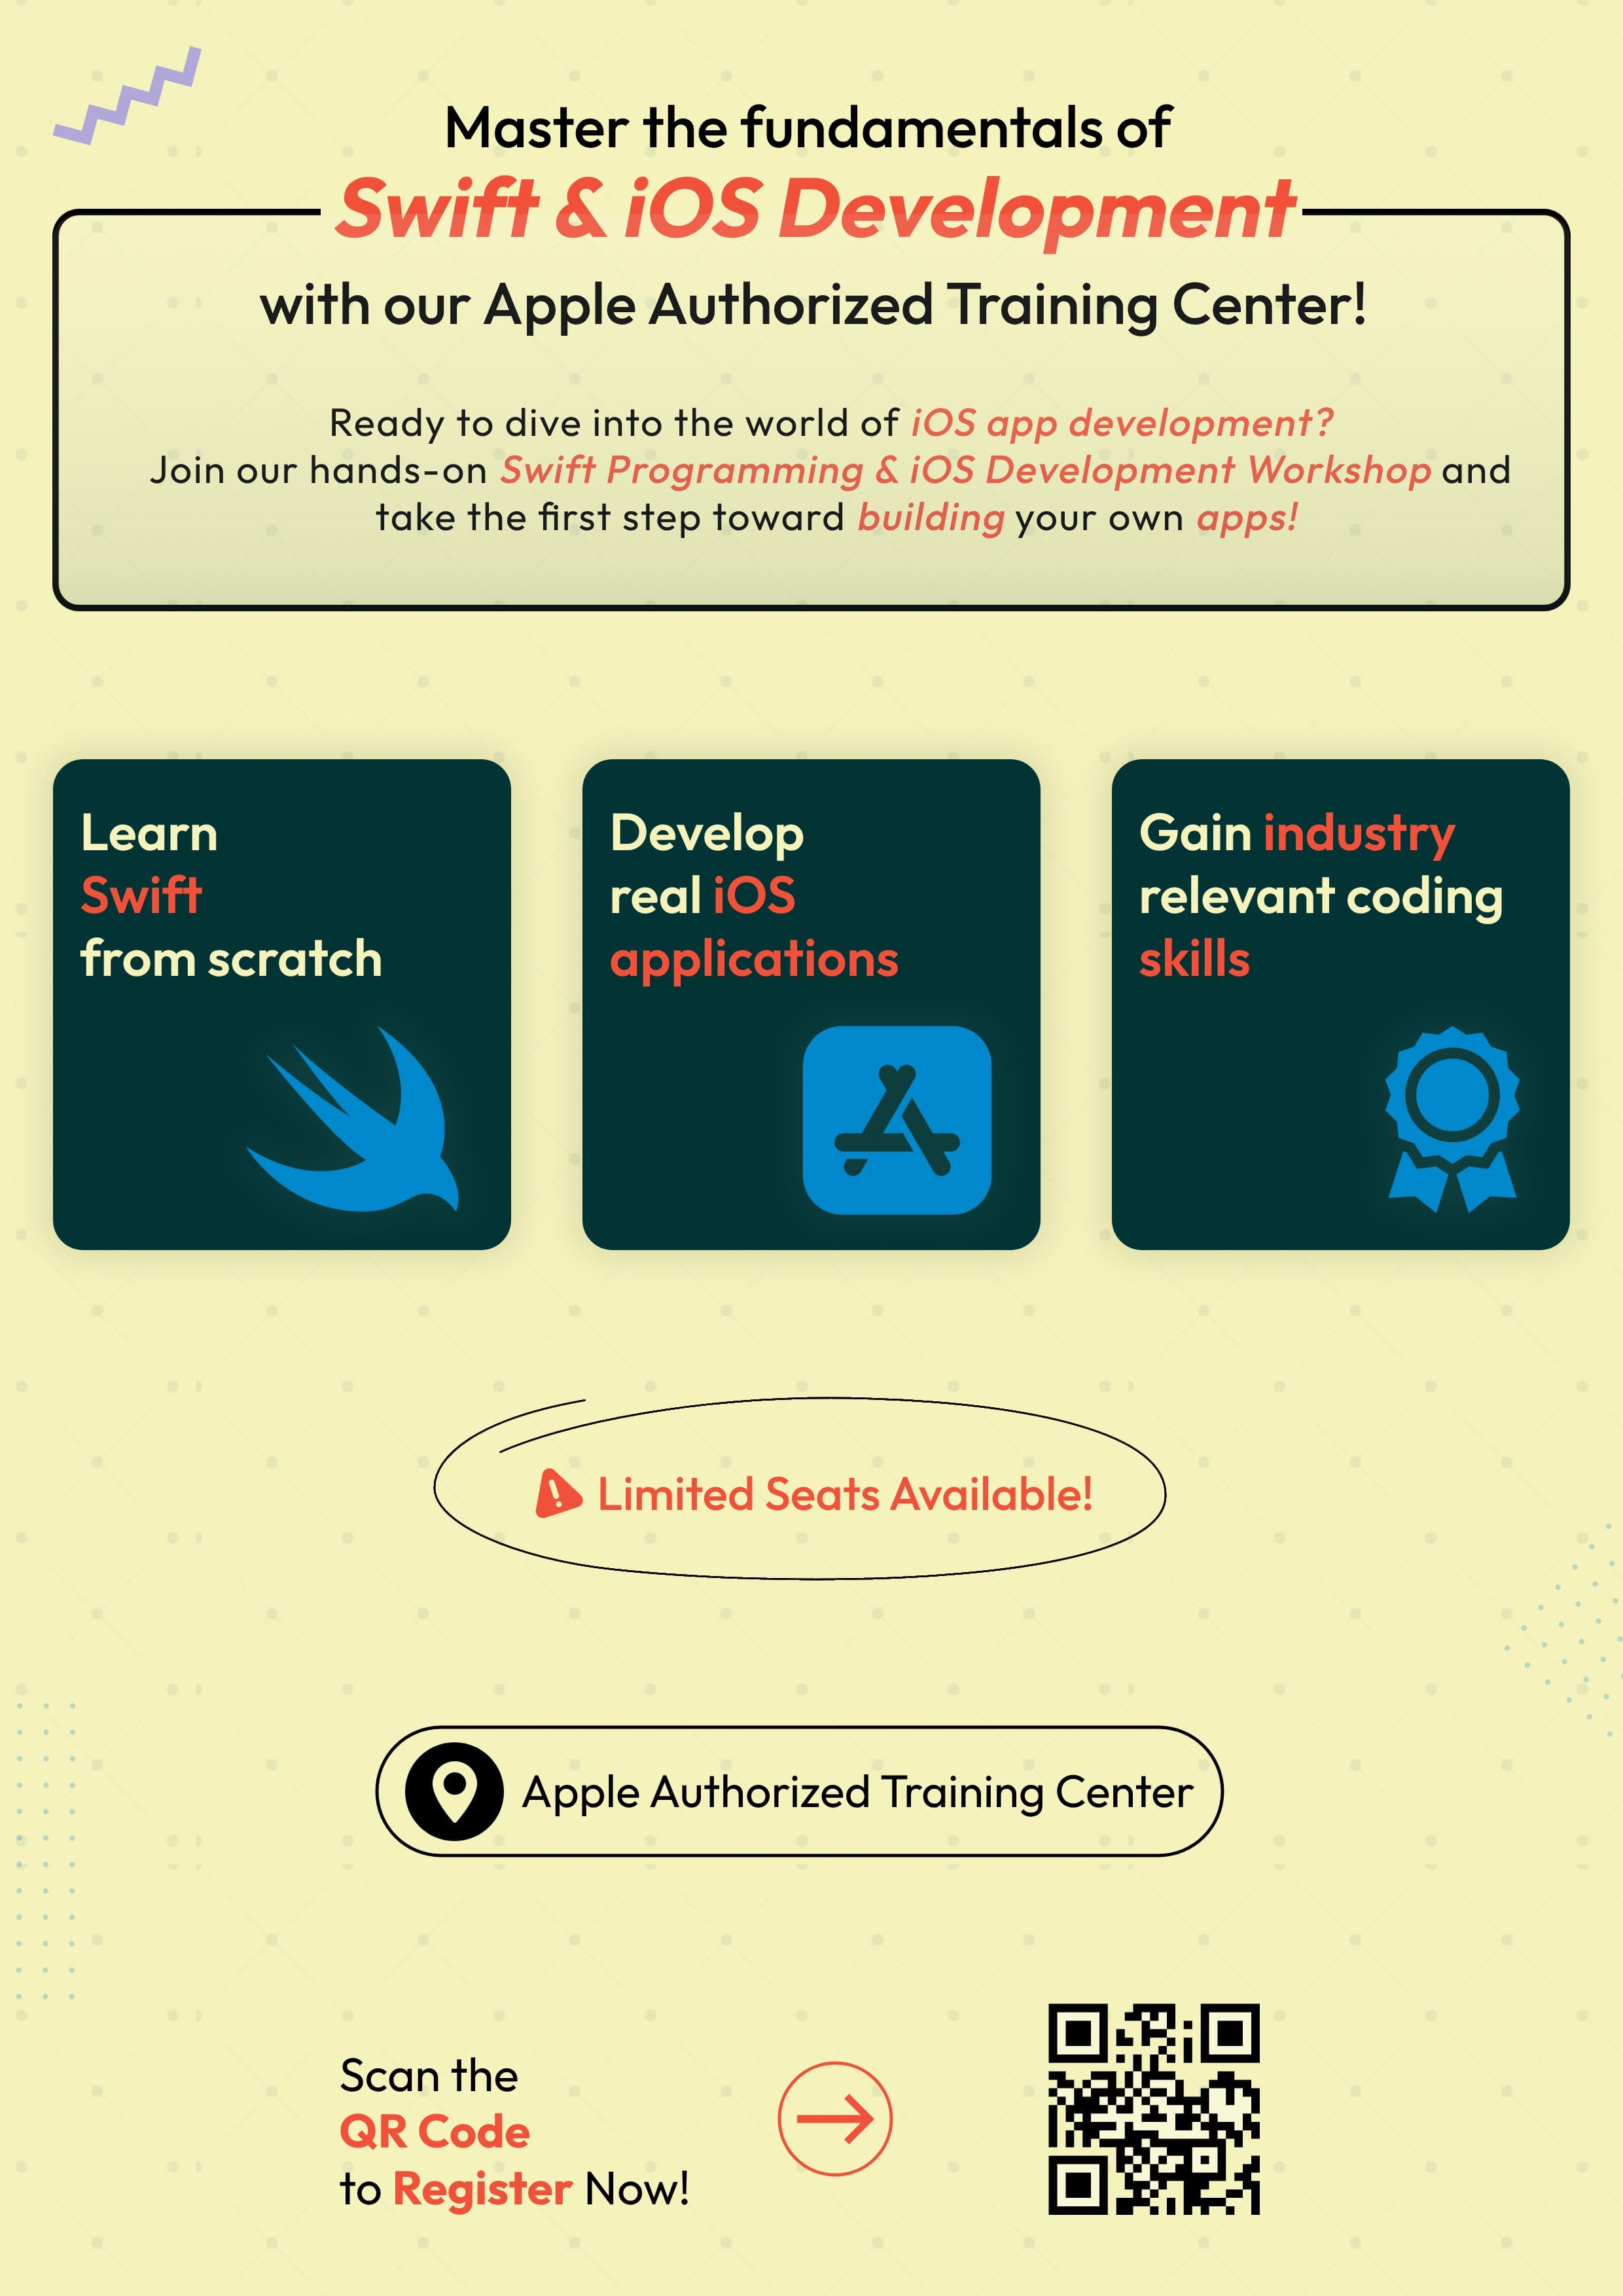 Master the fundamentals of
Swift & iOS Development
with our Apple Authorized Training Center!
Ready to dive into the world of iOS app development?
Join our hands-on Swift Programming & iOS Development Workshop and
take the first step toward building your own apps!
Learn
Swift
from scratch
Develop
real iOS
applications
Gain industry
relevant coding
skills
Limited Seats Available!
Apple Authorized Training Center
Scan the
QR Code
to Register Now!